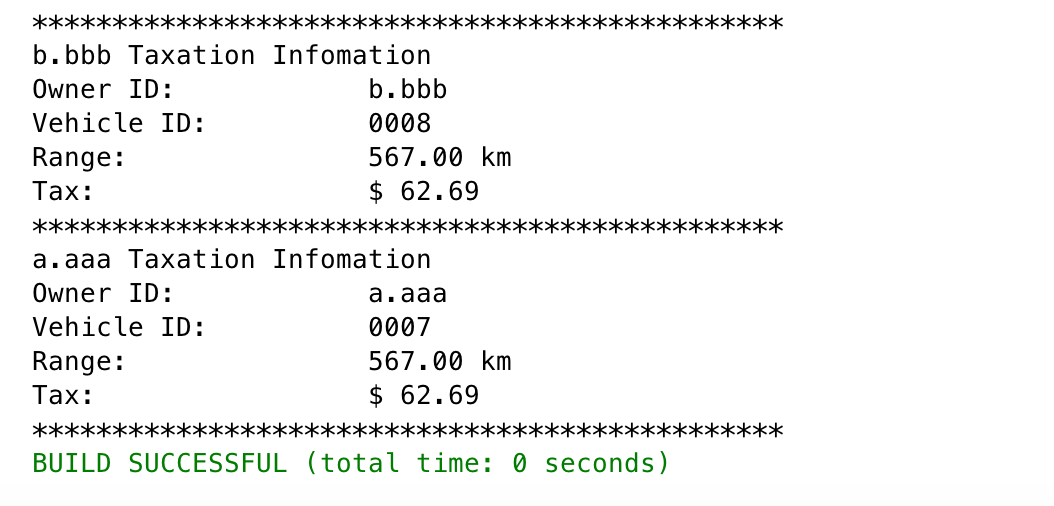 ***********************************************
b.bbb Taxation Infomation
Owner ID: b.bbb
Vehicle ID: 0008
Range: 567.00 km
Tax: $ 62.69
***********************************************
a.aaa Taxation Infomation
Owner ID: a.aaa
Vehicle ID: 0007
Range: 567.00 km
Tax: $ 62.69
***********************************************
BUILD SUCCESSFUL (total time: 0 seconds)